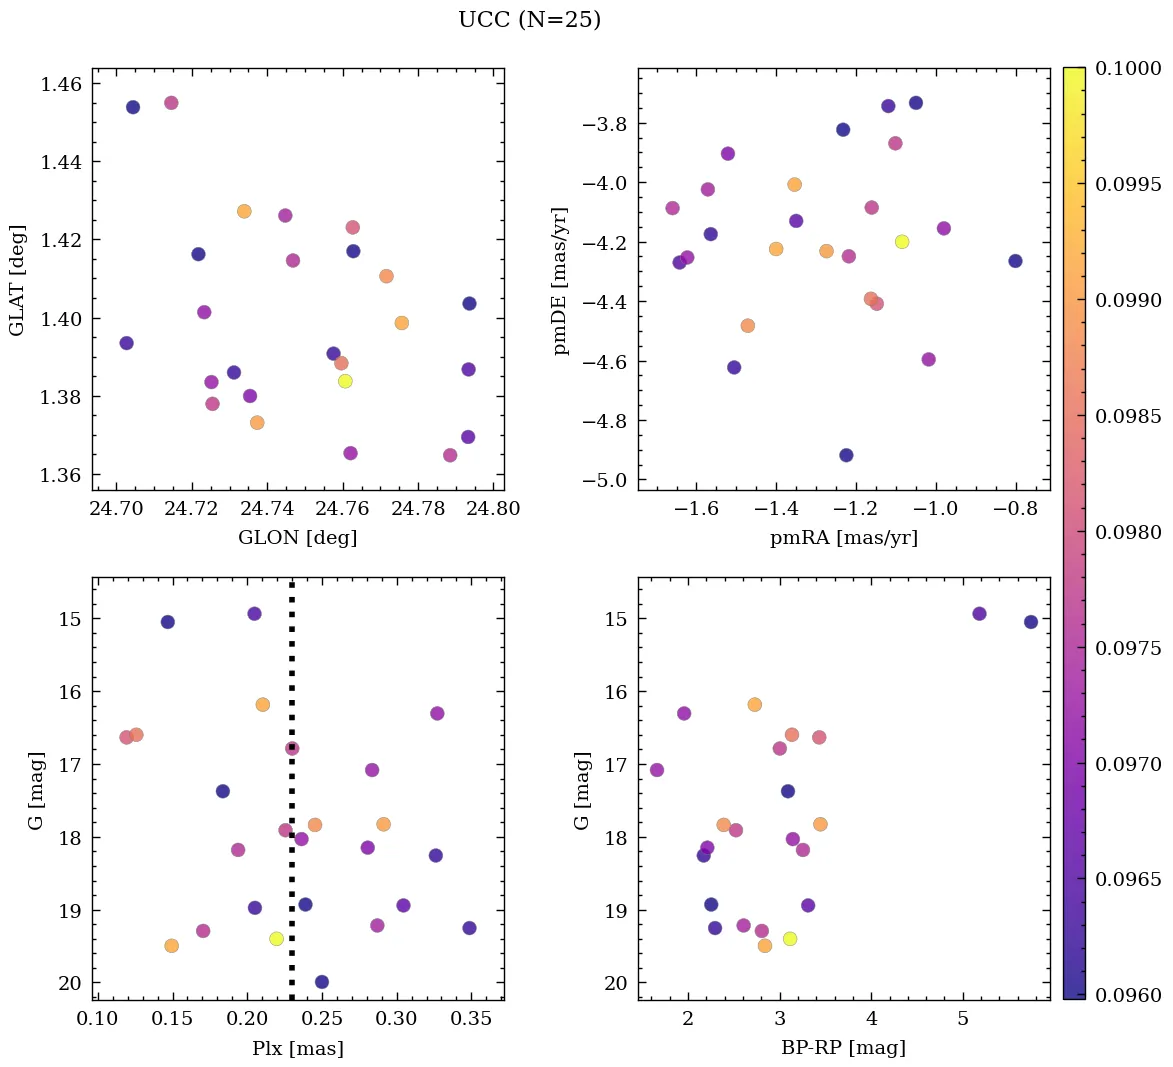 UCC (N=25)
1.46
1.44
1.42
1.40
1.38
1.36
GLAT [deg]
24.70 24.72 24.74 24.76 24.78 24.80
GLON [deg]
−3.8
−4.0
−4.2
−4.4
−4.6
−4.8
−5.0
pmDE [mas/yr]
−1.6 −1.4 −1.2 −1.0 −0.8
pmRA [mas/yr]
15
16
17
18
19
20
G [mag]
0.10 0.15 0.20 0.25 0.30 0.35
Plx [mas]
15
16
17
18
19
20
G [mag]
2 3 4 5
BP-RP [mag]
0.1000
0.0995
0.0990
0.0985
0.0980
0.0975
0.0970
0.0965
0.0960